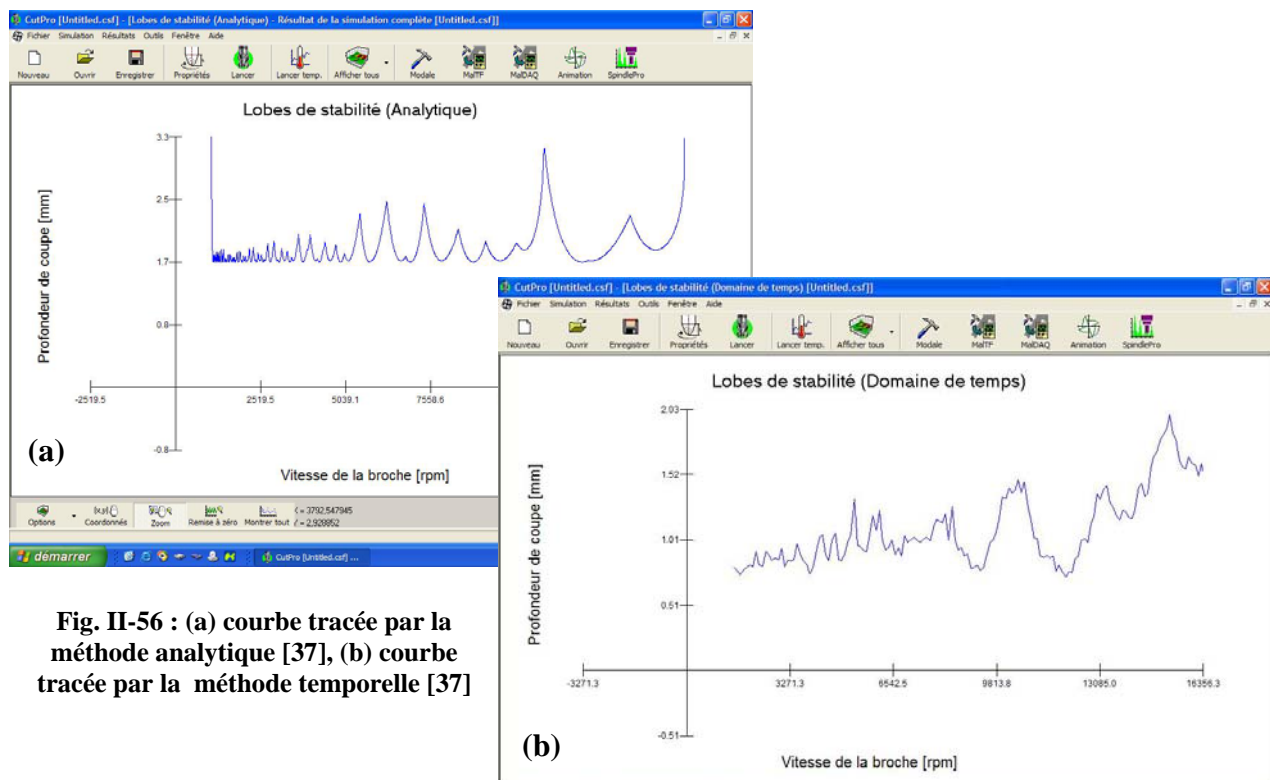 CutPro [Untitled.csf] - [Lobes de stabilité (Analytique) - Résultat de la simulation complète [Untitled.csf]]
Fichier Simulation Résultats Outils Fenêtre Aide
Nouveau Ouvrir Enregistrer Propriétés Lancer Lancer temp. Afficher tous Modale MalTF MalDAQ Animation SpindlePro
Lobes de stabilité (Analytique)
Profondeur de coupe [mm]
3.3
2.5
1.7
0.8
-0.8
-2519.5 2519.5 5039.1 7558.6
Vitesse de la broche [rpm]
(a)
Options Coordonnés Zoom Remise à zéro Montrer tout
= 3792,547945
= 2,928852
démarrer CutPro [Untitled.csf] ...
CutPro [Untitled.csf] - [Lobes de stabilité (Domaine de temps) [Untitled.csf]]
Fichier Simulation Résultats Outils Fenêtre Aide
Nouveau Ouvrir Enregistrer Propriétés Lancer Lancer temp. Afficher tous Modale MalTF MalDAQ Animation SpindlePro
Lobes de stabilité (Domaine de temps)
Profondeur de coupe [mm]
2.03
1.52
1.01
0.51
-0.51
-3271.3 3271.3 6542.5 9813.8 13085.0 16356.3
Vitesse de la broche [rpm]
(b)
Fig. II-56 : (a) courbe tracée par la
méthode analytique [37], (b) courbe
tracée par la méthode temporelle [37]